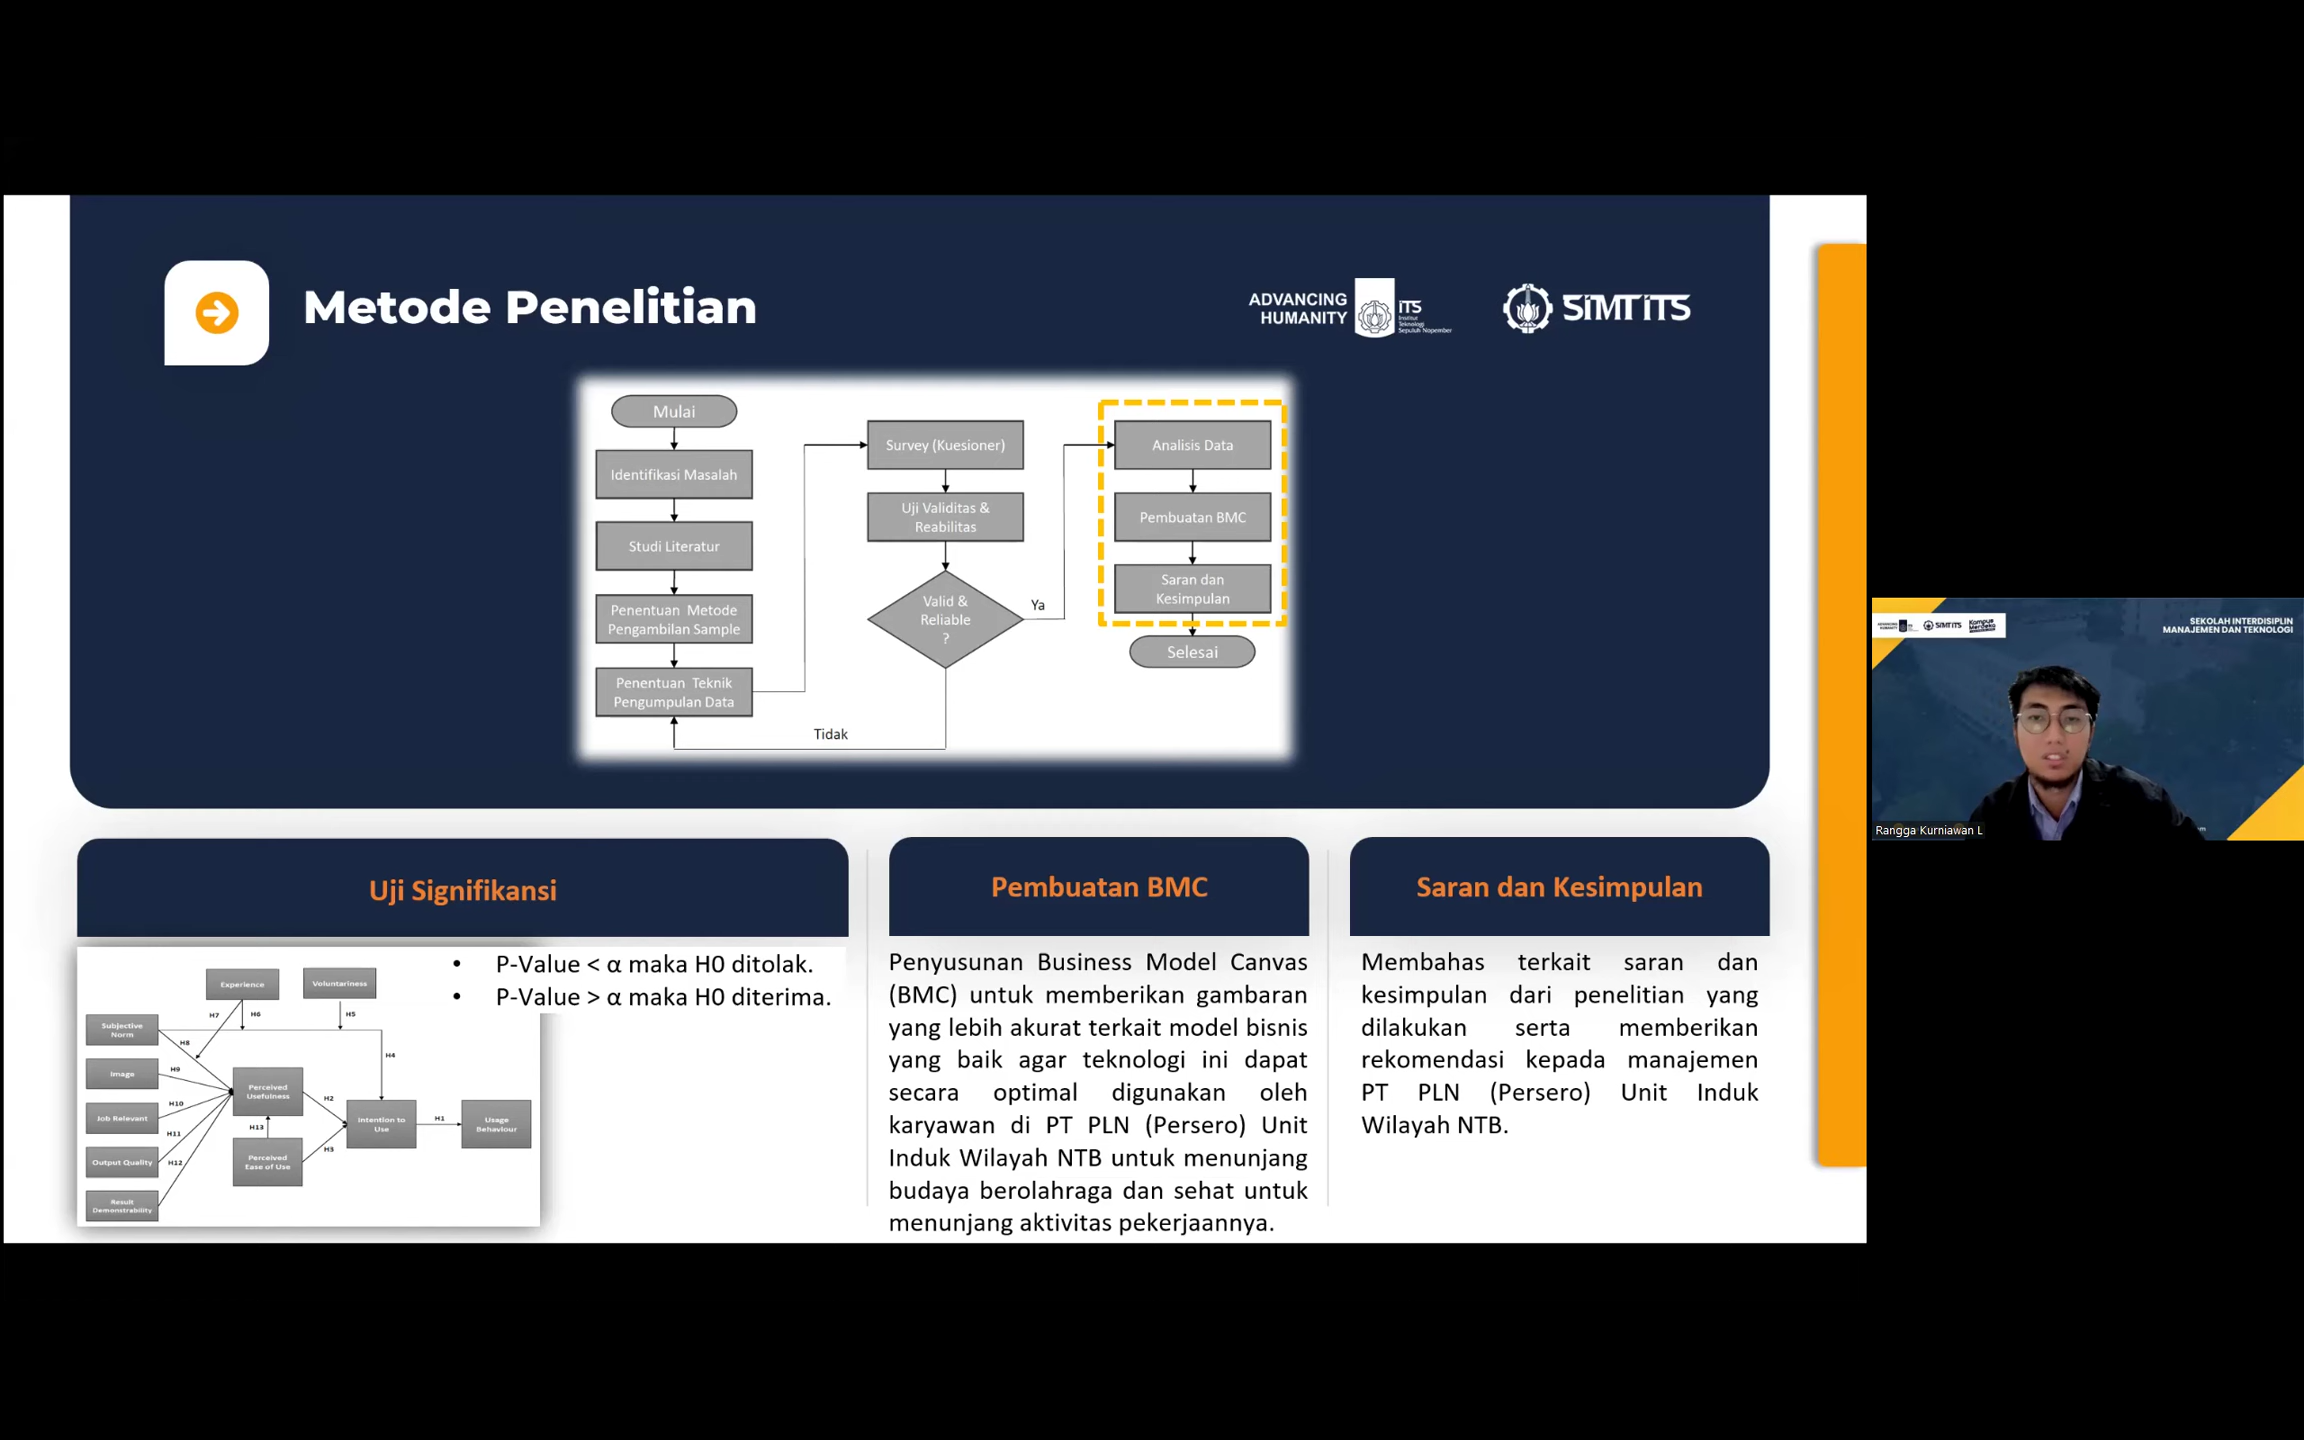 Metode Penelitian
ADVANCING
HUMANITY
ITS
Institut
Teknologi
Sepuluh Nopember
SIMT ITS
Mulai
Identifikasi Masalah
Studi Literatur
Penentuan Metode
Pengambilan Sample
Penentuan Teknik
Pengumpulan Data
Survey (Kuesioner)
Uji Validitas &
Reabilitas
Valid &
Reliable
?
Ya
Tidak
Analisis Data
Pembuatan BMC
Saran dan
Kesimpulan
Selesai
Uji Signifikansi
• P-Value < α maka H0 ditolak.
• P-Value > α maka H0 diterima.
Experience
Voluntariness
H7
H6
H5
Subjective
Norm
H8
H4
Image
H9
Perceived
Usefulness
H2
Job Relevant
H10
H11
H13
Intention to
Use
H1
Usage
Behaviour
Output Quality
H12
Perceived
Ease of Use
H3
Result
Demonstrability
Pembuatan BMC
Penyusunan Business Model Canvas
(BMC) untuk memberikan gambaran
yang lebih akurat terkait model bisnis
yang baik agar teknologi ini dapat
secara optimal digunakan oleh
karyawan di PT PLN (Persero) Unit
Induk Wilayah NTB untuk menunjang
budaya berolahraga dan sehat untuk
menunjang aktivitas pekerjaannya.
Saran dan Kesimpulan
Membahas terkait saran dan
kesimpulan dari penelitian yang
dilakukan serta memberikan
rekomendasi kepada manajemen
PT PLN (Persero) Unit Induk
Wilayah NTB.
SIMT ITS
Kampus
Merdeka
SEKOLAH INTERDISIPLIN
MANAJEMEN DAN TEKNOLOGI
Rangga Kurniawan L